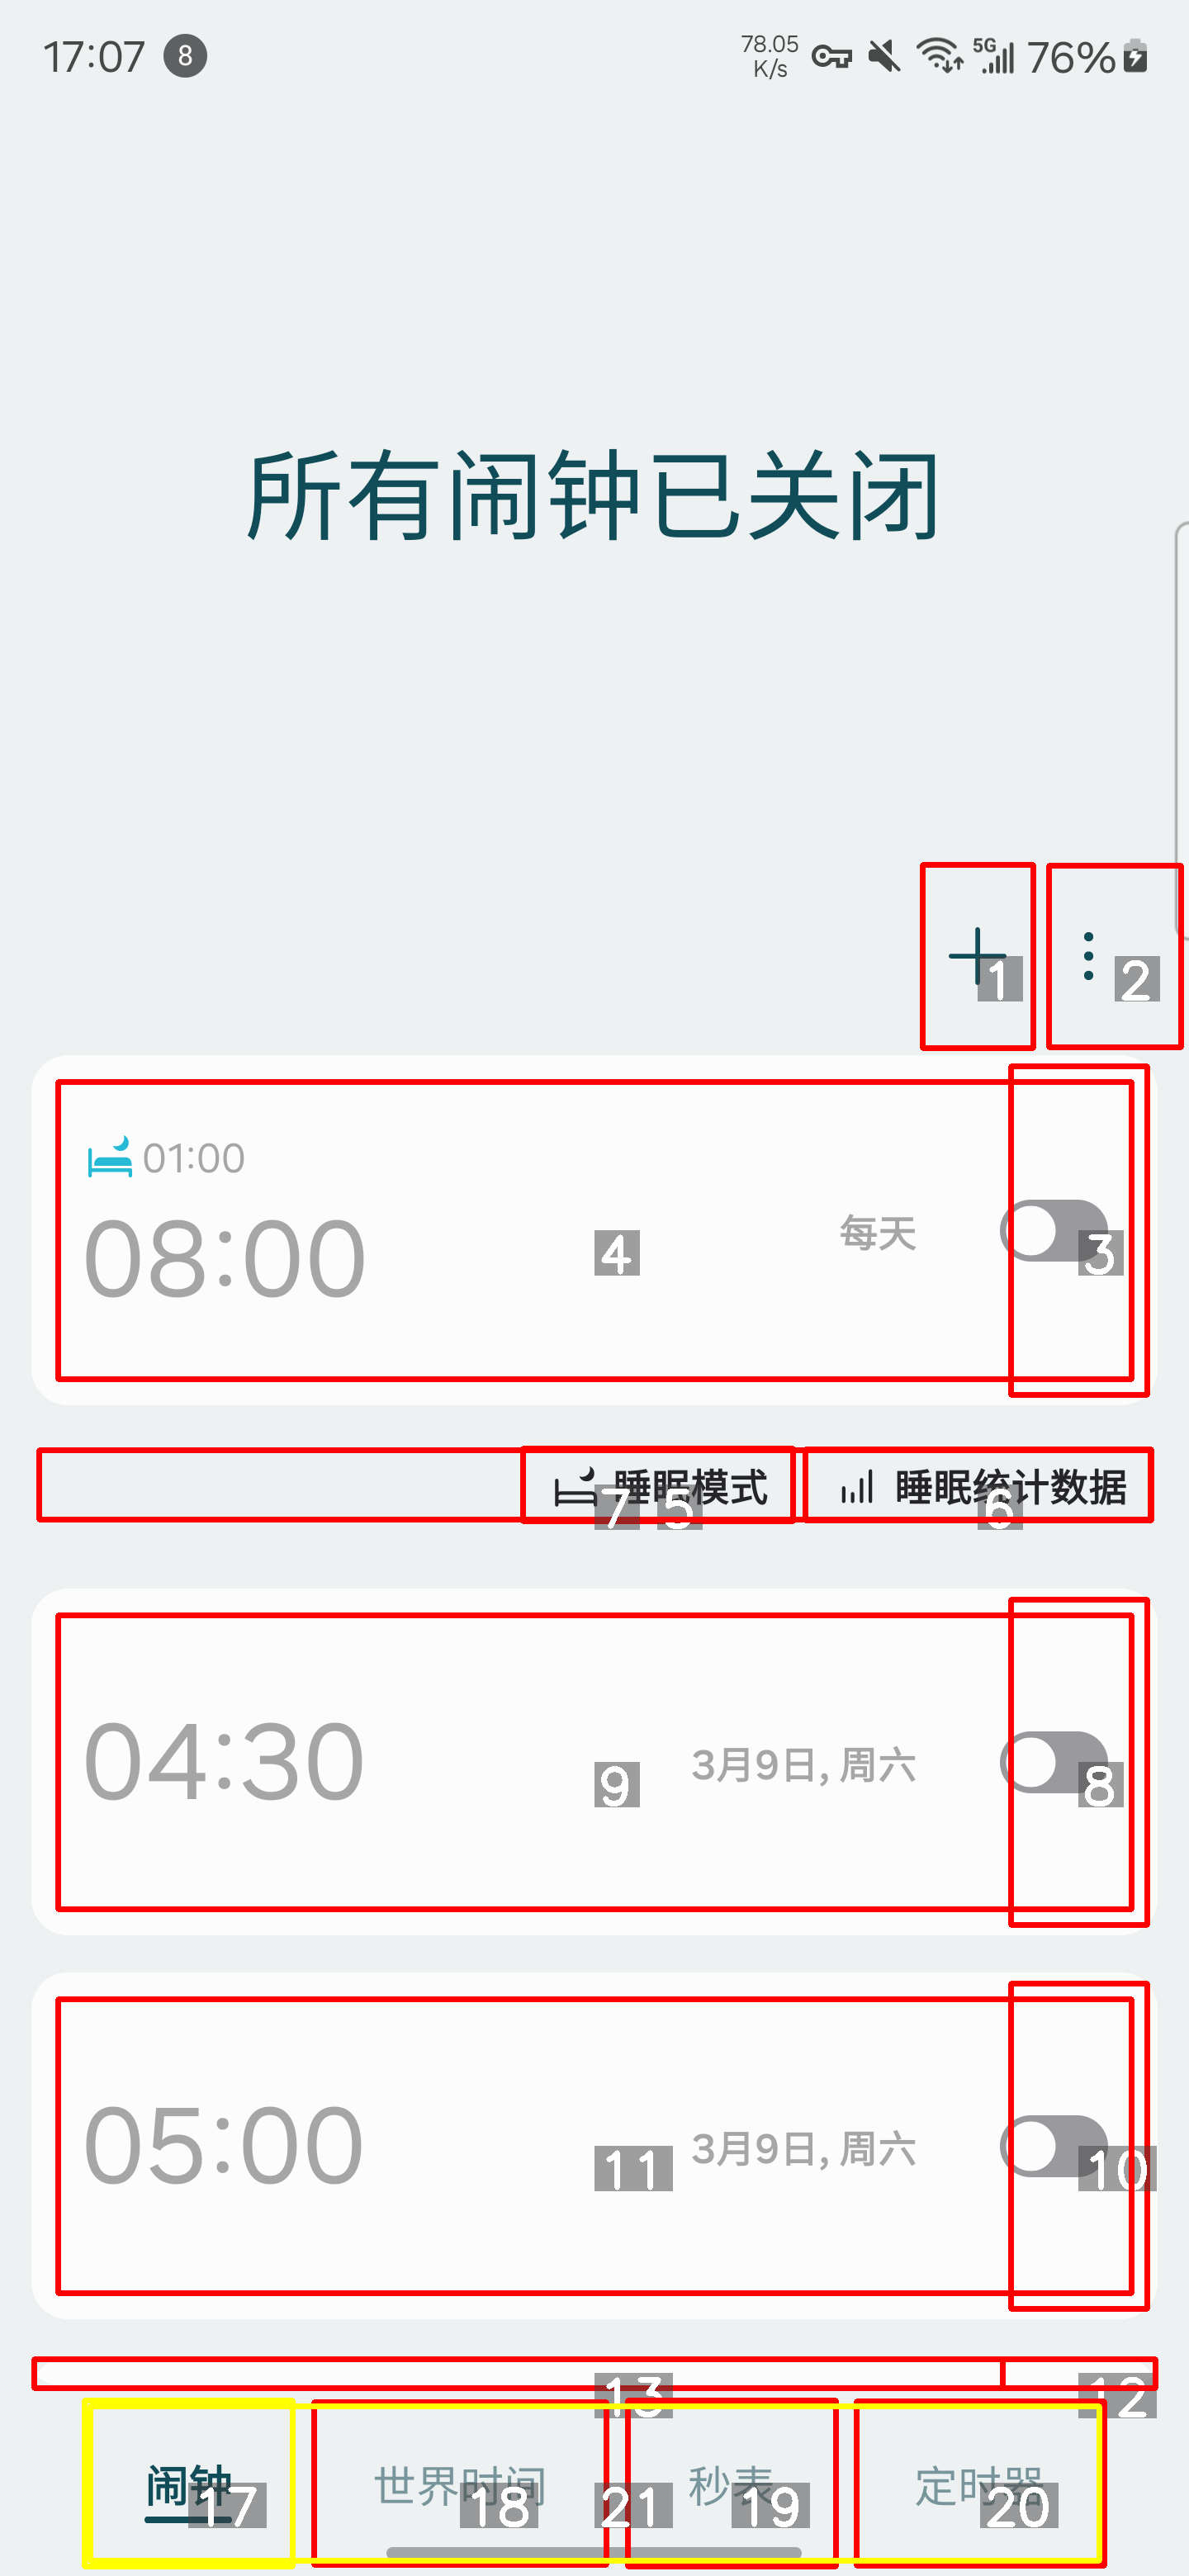 17:07 8 78.05 K/s 5G 76%
所有闹钟已关闭
1 2
01:00
08:00 4 每天 3
睡眠模式 睡眠统计数据
7 5 6
04:30 9 3月9日, 周六 8
05:00 11 3月9日, 周六 10
13 12
闹钟 世界时间 秒表 定时器
17 18 21 19 20